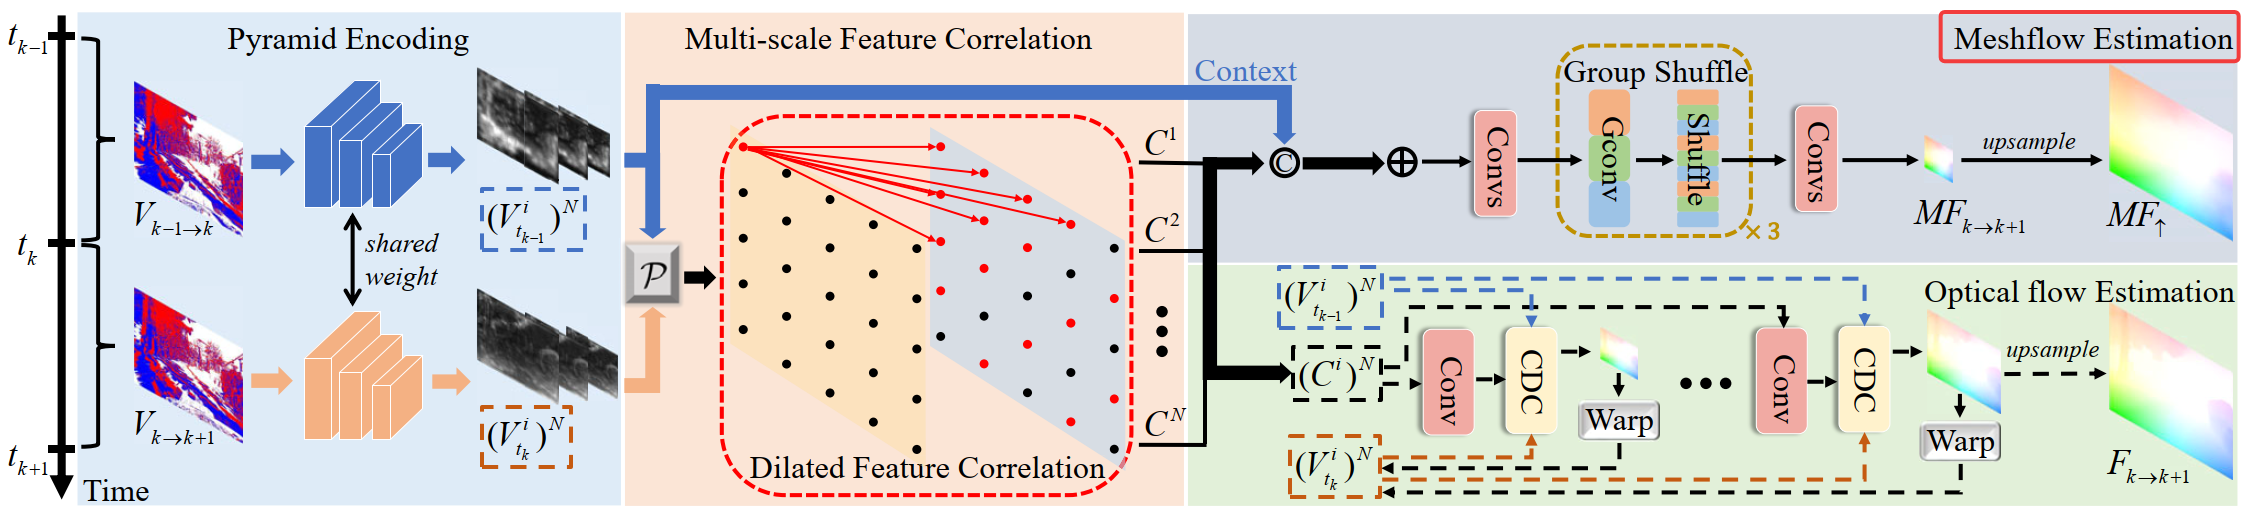 t_{k-1}
t_k
t_{k+1}
Time
Pyramid Encoding
V_{k-1→k}
V_{k→k+1}
shared
weight
(V^i_{t_{k-1}})^N
(V^i_{t_k})^N
Multi-scale Feature Correlation
P
Dilated Feature Correlation
C^1
C^2
C^N
Context
C
Meshflow Estimation
Convs
Group Shuffle
Gconv
Shuffle
×3
Convs
MF_{k→k+1}
upsample
MF_↑
Optical flow Estimation
(V^i_{t_{k-1}})^N
(C^i)^N
(V^i_{t_k})^N
Conv
CDC
Warp
Conv
CDC
Warp
upsample
F_{k→k+1}